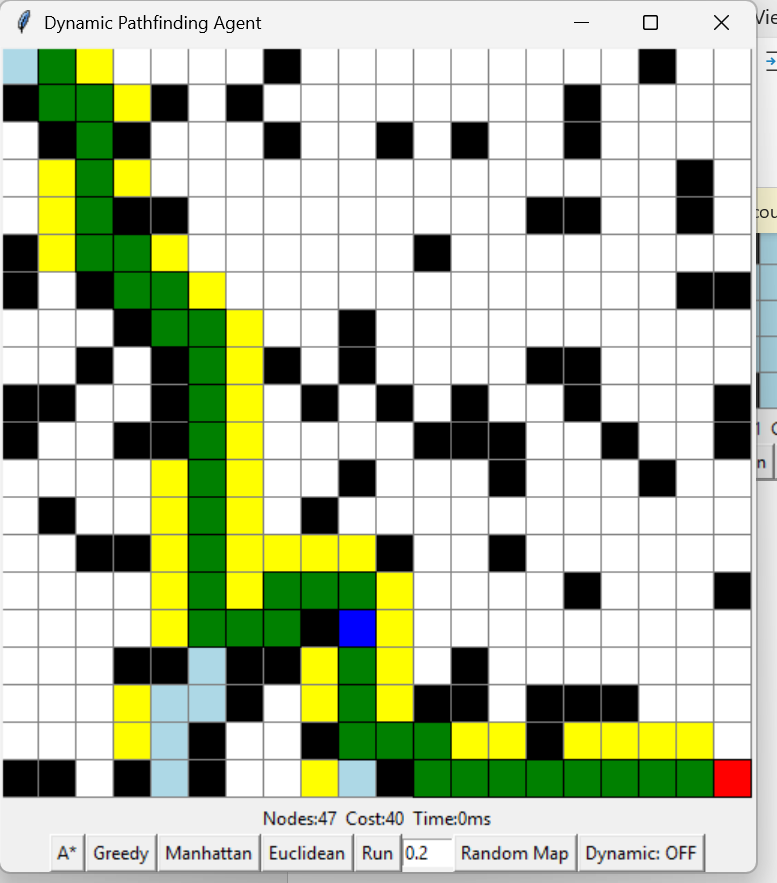 Dynamic Pathfinding Agent
Nodes:47 Cost:40 Time:0ms
A* Greedy Manhattan Euclidean Run 0.2 Random Map Dynamic: OFF